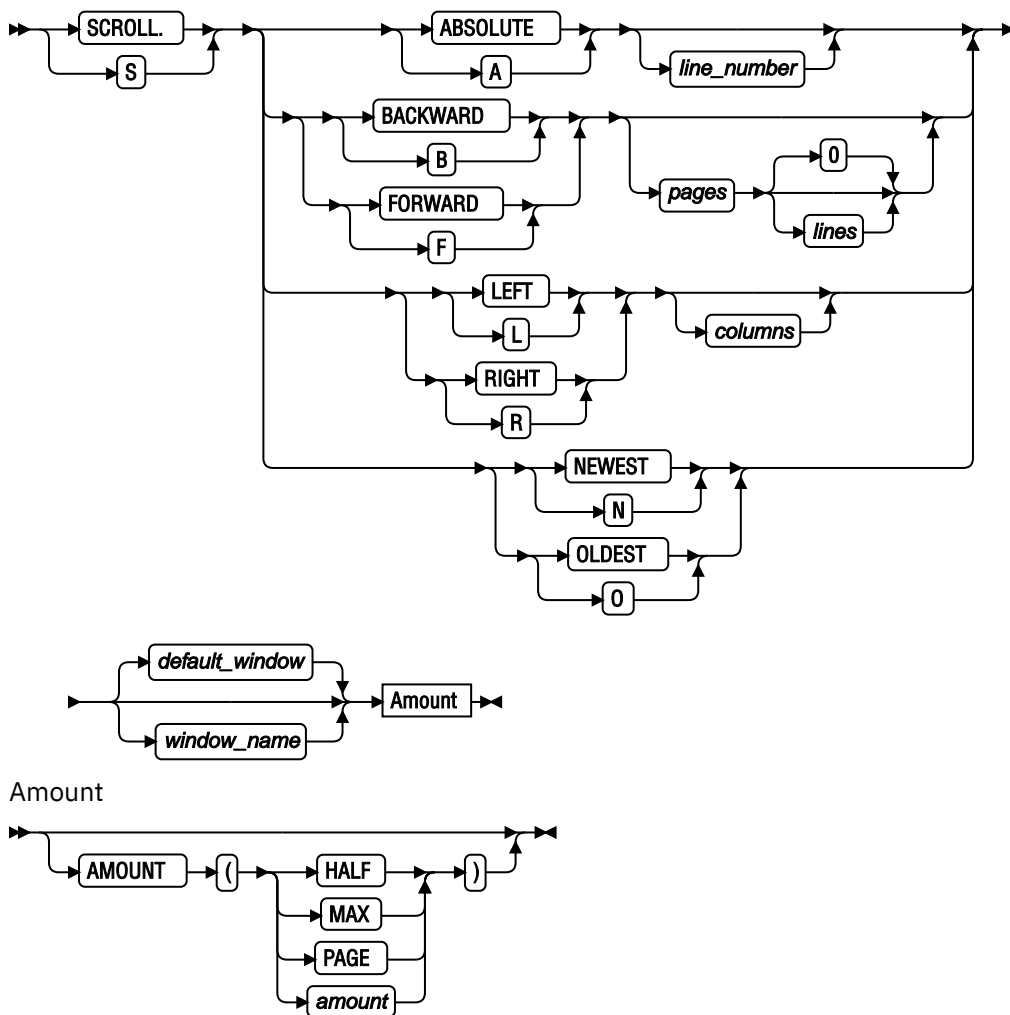 SCROLL. ABSOLUTE
S A line_number
BACKWARD
B 0
pages
FORWARD lines
F
LEFT
L columns
RIGHT
R
NEWEST
N
OLDEST
O
default_window
Amount
window_name
Amount
AMOUNT ( HALF )
MAX
PAGE
amount